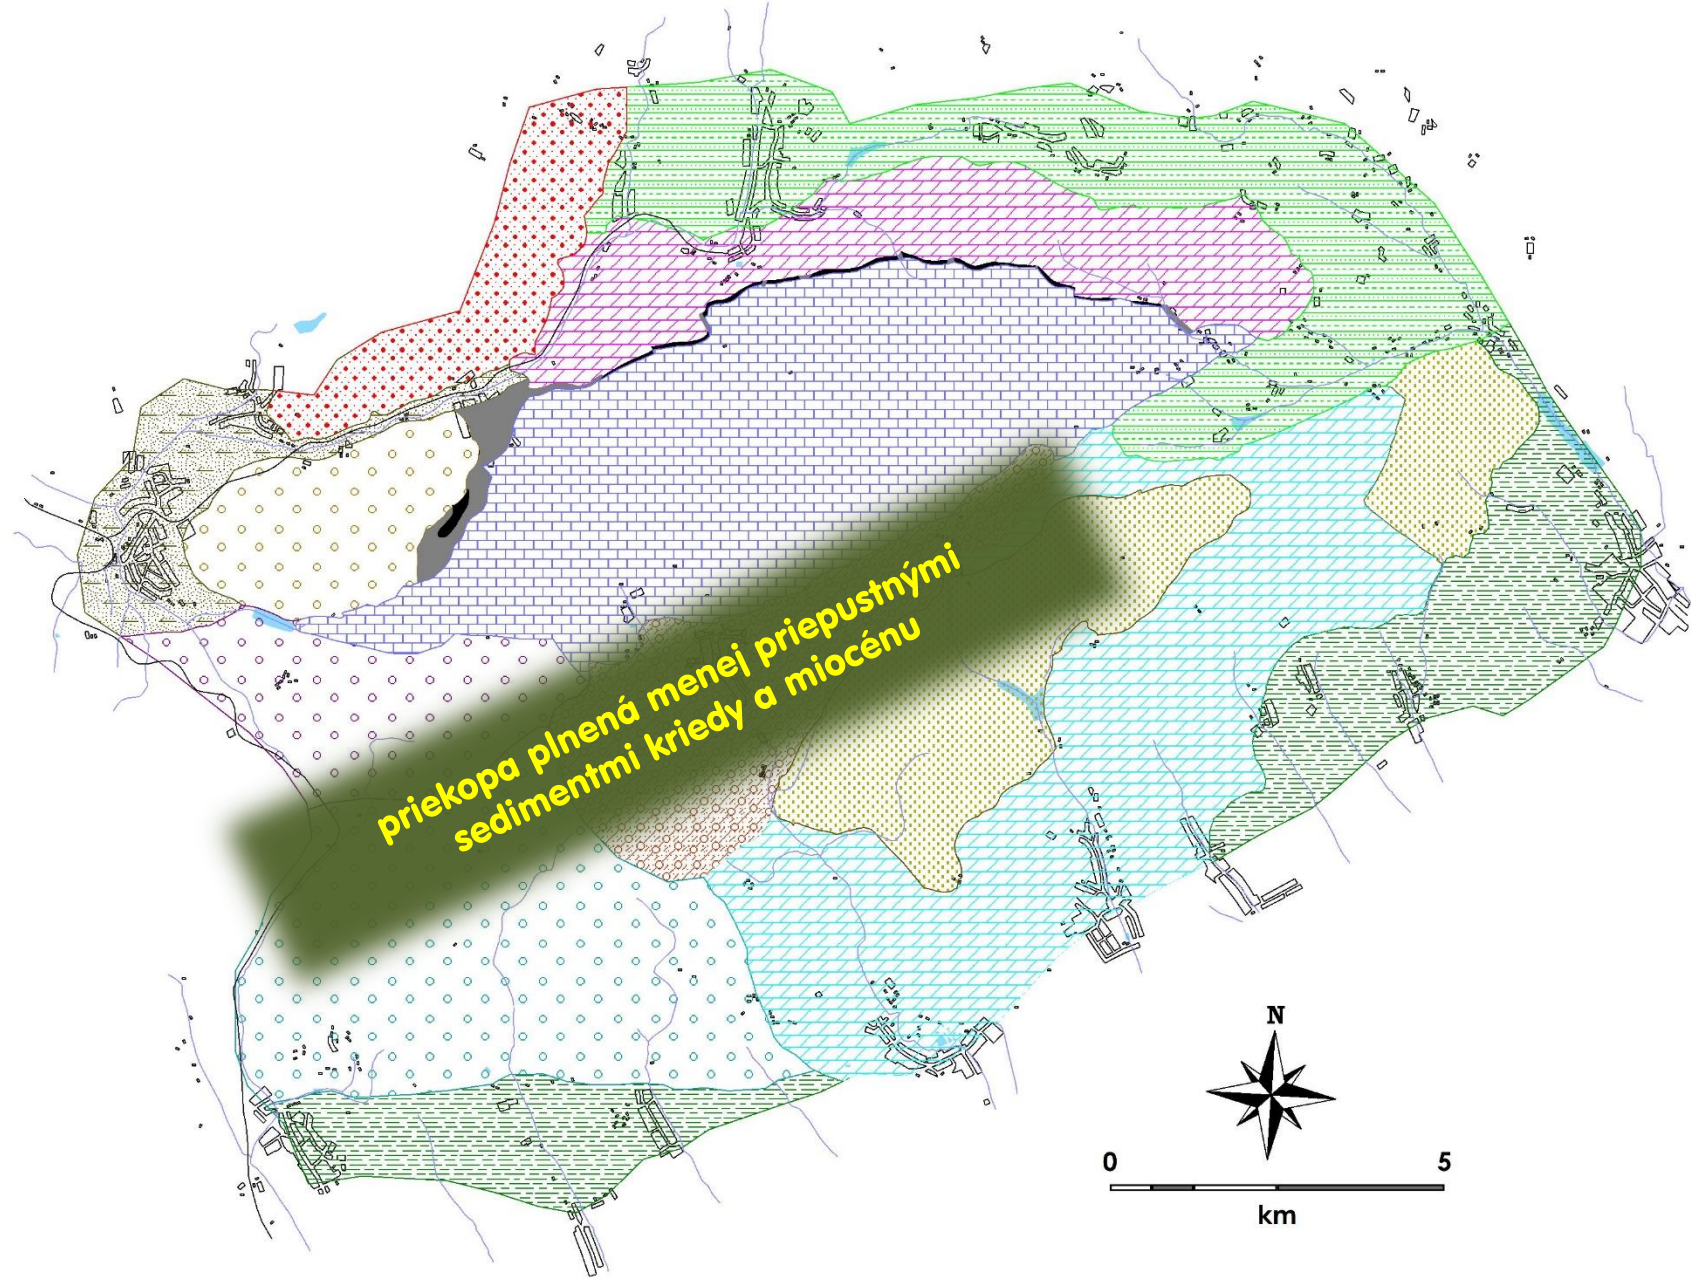 priekopa plnená menej priepustnými
sedimentmi kriedy a miocénu
N
0 5
km